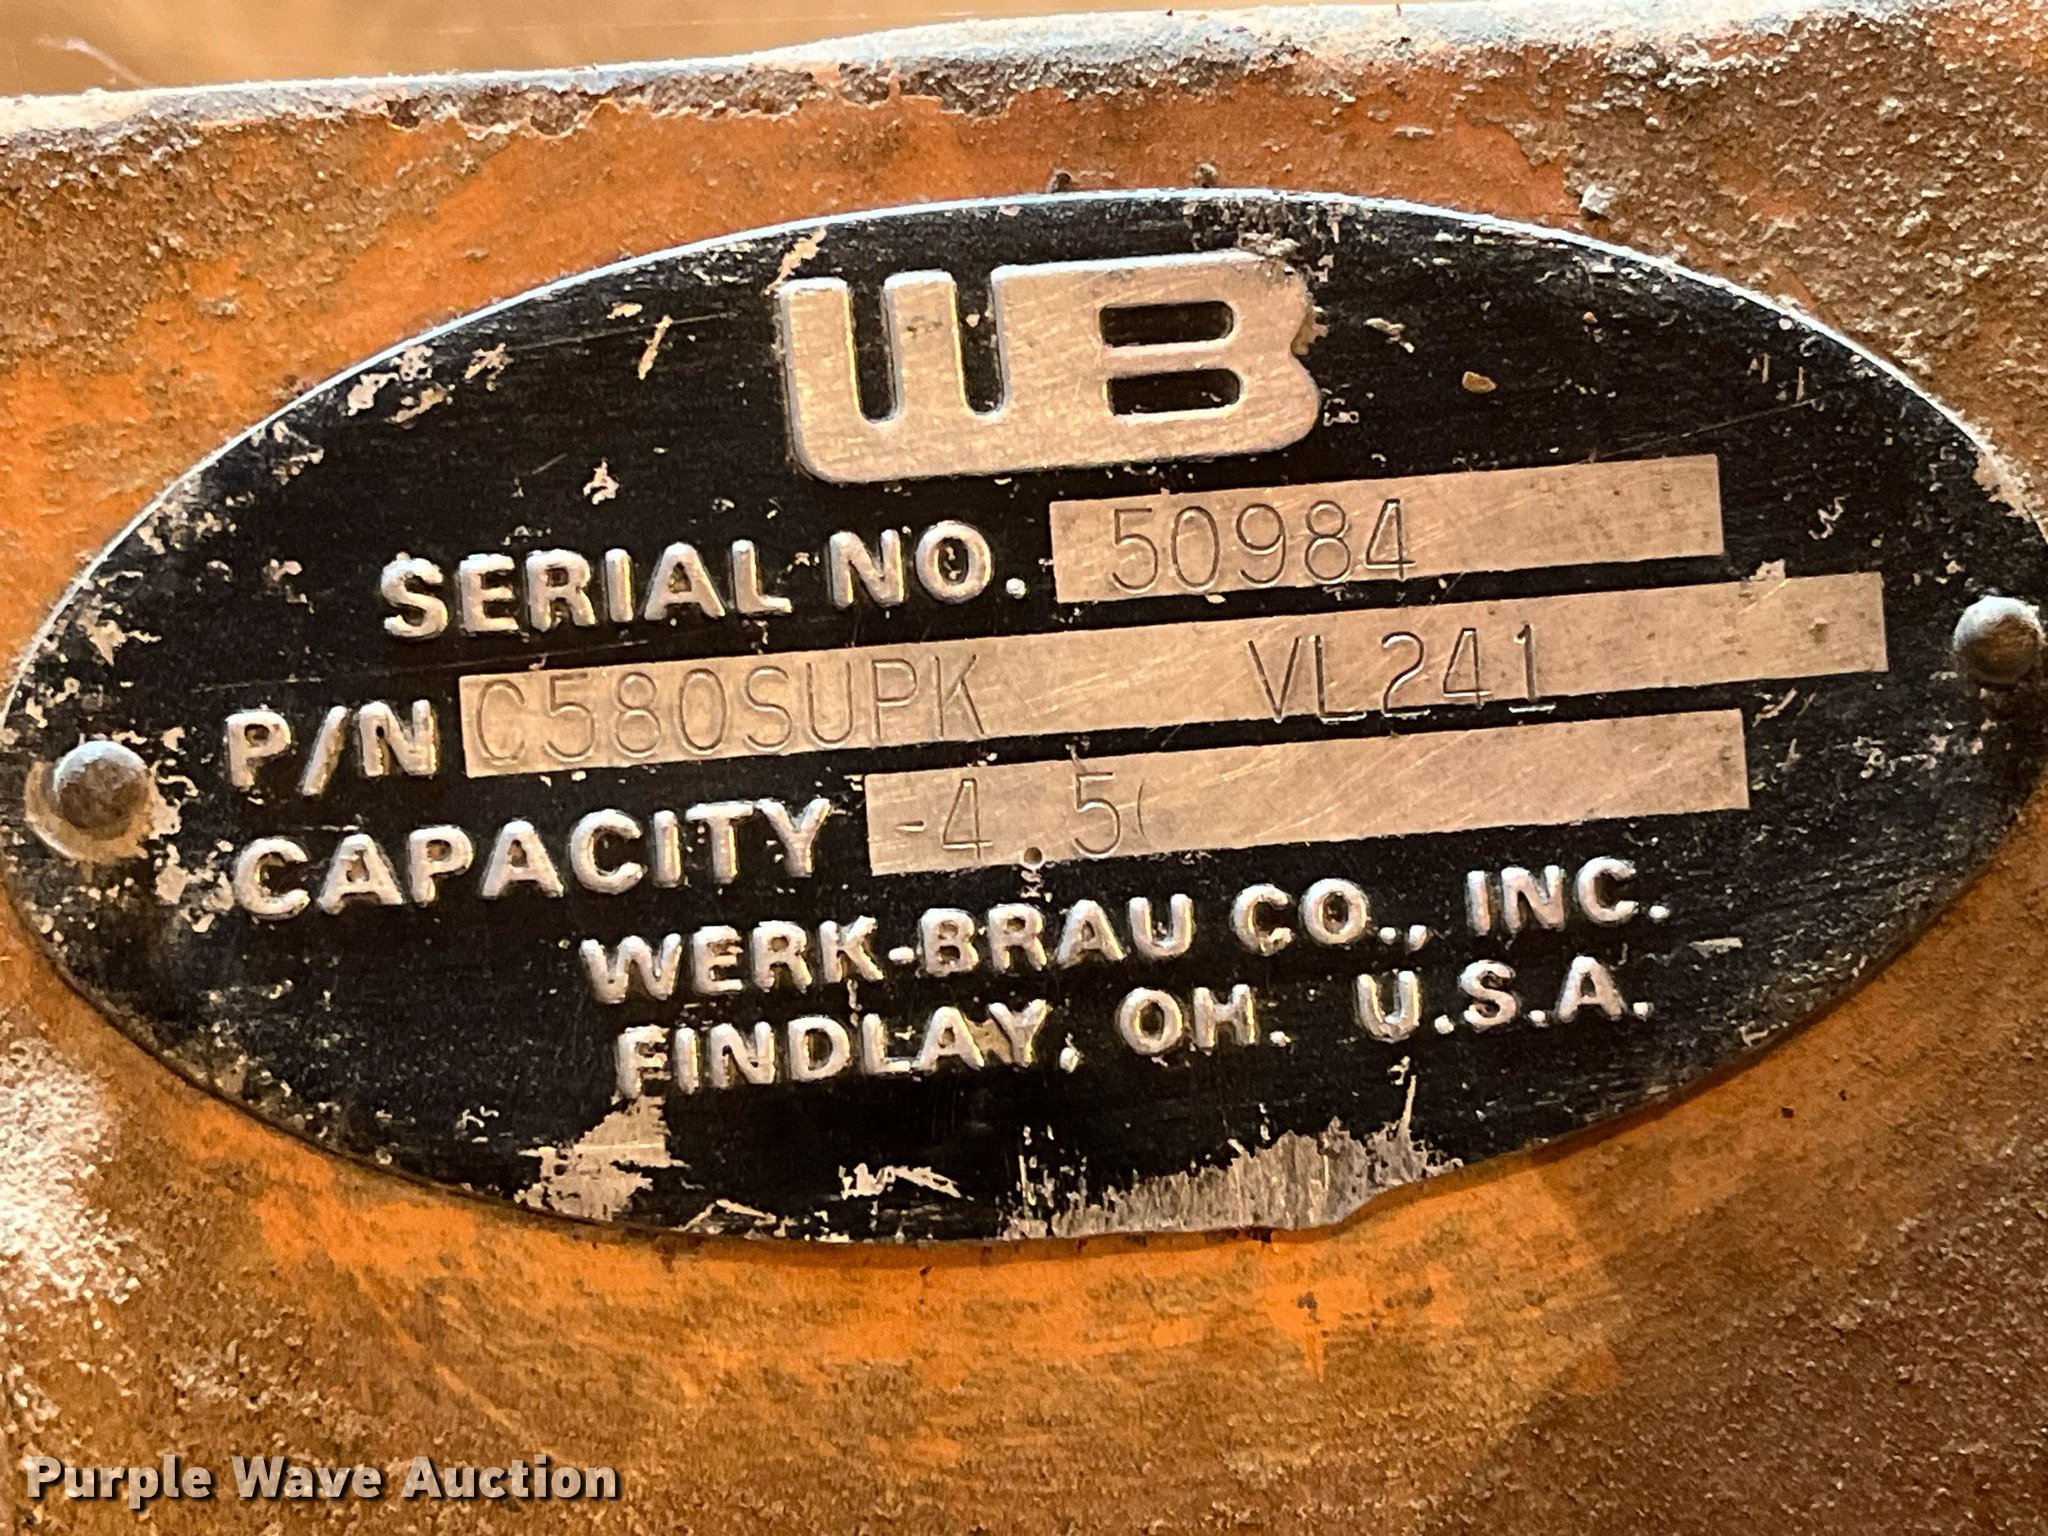 WB
SERIAL NO. 50984
P/N C580SUPK VL241
CAPACITY -4.5(
WERK-BRAU CO., INC.
FINDLAY, OH. U.S.A.
Purple Wave Auction